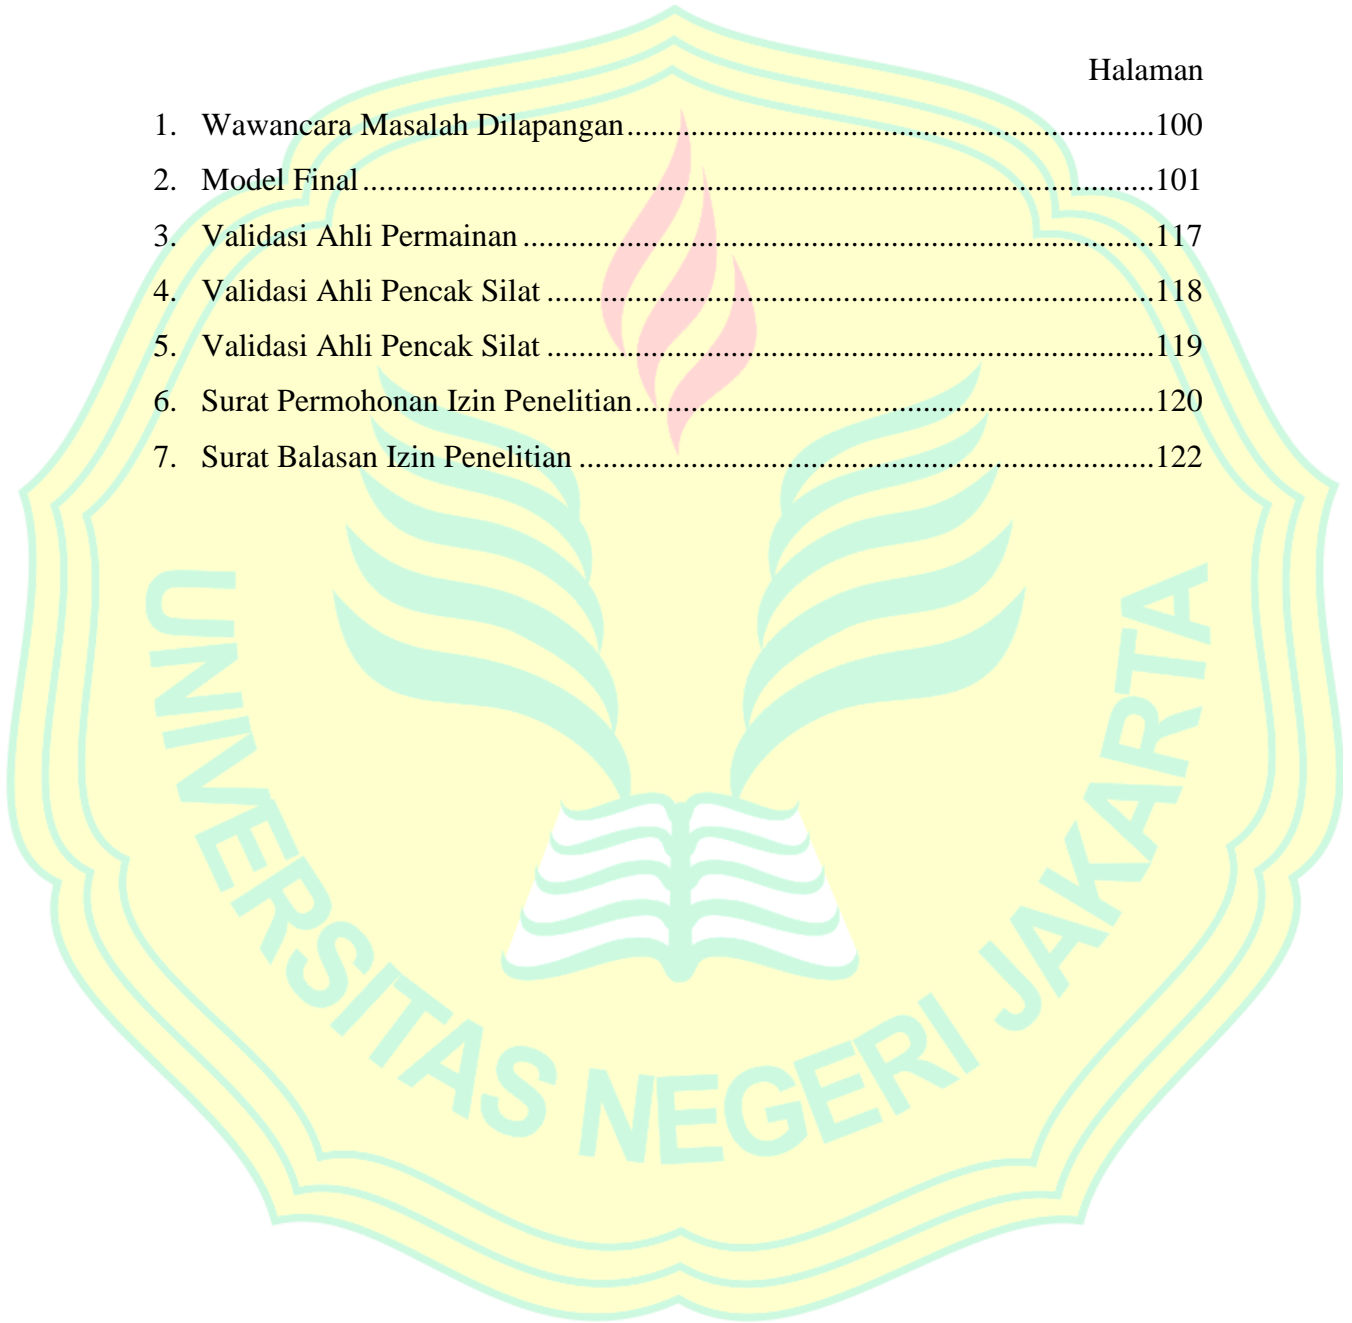 Halaman
1. Wawancara Masalah Dilapangan....................................................................100
2. Model Final.......................................................................................................101
3. Validasi Ahli Permainan..................................................................................117
4. Validasi Ahli Pencak Silat...............................................................................118
5. Validasi Ahli Pencak Silat...............................................................................119
6. Surat Permohonan Izin Penelitian...................................................................120
7. Surat Balasan Izin Penelitian...........................................................................122
UNIVERSITAS NEGERI JAKARTA